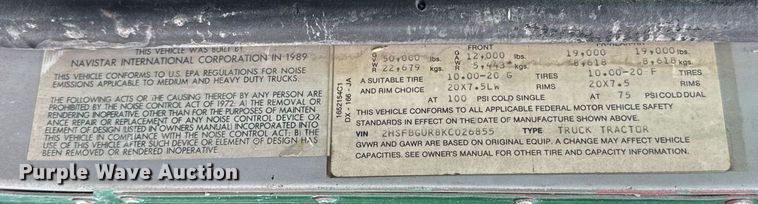 THIS VEHICLE WAS BUILT BY
NAVISTAR INTERNATIONAL CORPORATION IN 1989
THIS VEHICLE CONFORMS TO U.S. EPA REGULATIONS FOR NOISE
EMISSIONS APPLICABLE TO MEDIUM AND HEAVY DUTY TRUCKS.
THE FOLLOWING ACTS OR THE CAUSING THEREOF BY ANY PERSON ARE
PROHIBITED BY THE NOISE CONTROL ACT OF 1972: A) THE REMOVAL OR
RENDERING INOPERATIVE, OTHER THAN FOR THE PURPOSES OF MAINTEN-
ANCE REPAIR OR REPLACEMENT OF ANY NOISE CONTROL DEVICE OR
ELEMENT OF DESIGN (LISTED IN OWNERS MANUAL) INCORPORATED INTO
THIS VEHICLE IN COMPLIANCE WITH THE NOISE CONTROL ACT: B) THE
USE OF THIS VEHICLE AFTER SUCH DEVICE OR ELEMENT OF DESIGN HAS
BEEN REMOVED OR RENDERED INOPERATIVE.
1652154C1
DX-166-JA
FRONT
GVWR 50,000 lbs. GAWR 12,000 lbs. 19,000 19,000 lbs.
22,679 kgs. 5,443 kgs. 8,618 8,618 kgs.
A SUITABLE TIRE 10.00-20 G TIRES 10.00-20 F TIRES
AND RIM CHOICE 20X7.5LW RIMS 20X7.5 RIMS
AT 100 PSI COLD SINGLE AT 75 PSI COLD DUAL
THIS VEHICLE CONFORMS TO ALL APPLICABLE FEDERAL MOTOR VEHICLE SAFETY
STANDARDS IN EFFECT ON THE DATE OF MANUFACTURE SHOWN ABOVE.
VIN 2HSFBGUR8KC026855 TYPE TRUCK TRACTOR
GVWR AND GAWR ARE BASED ON ORIGINAL EQUIP. A CHANGE MAY AFFECT VEHICLE
CAPACITIES. SEE OWNER'S MANUAL FOR OTHER TIRE AND CAPACITY INFORMATION.
Purple Wave Auction